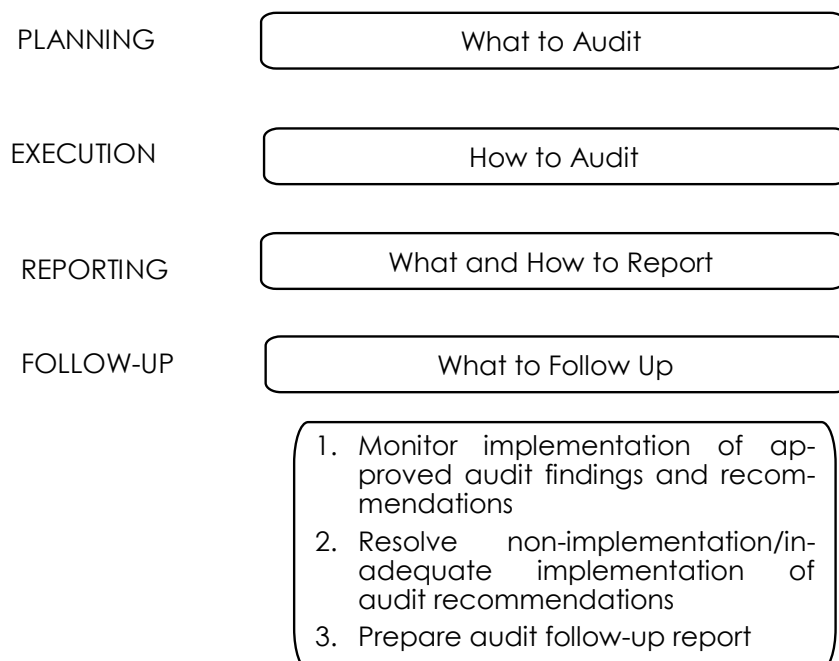 PLANNING What to Audit
EXECUTION How to Audit
REPORTING What and How to Report
FOLLOW-UP What to Follow Up
1. Monitor implementation of ap-
proved audit findings and recom-
mendations
2. Resolve non-implementation/in-
adequate implementation of
audit recommendations
3. Prepare audit follow-up report